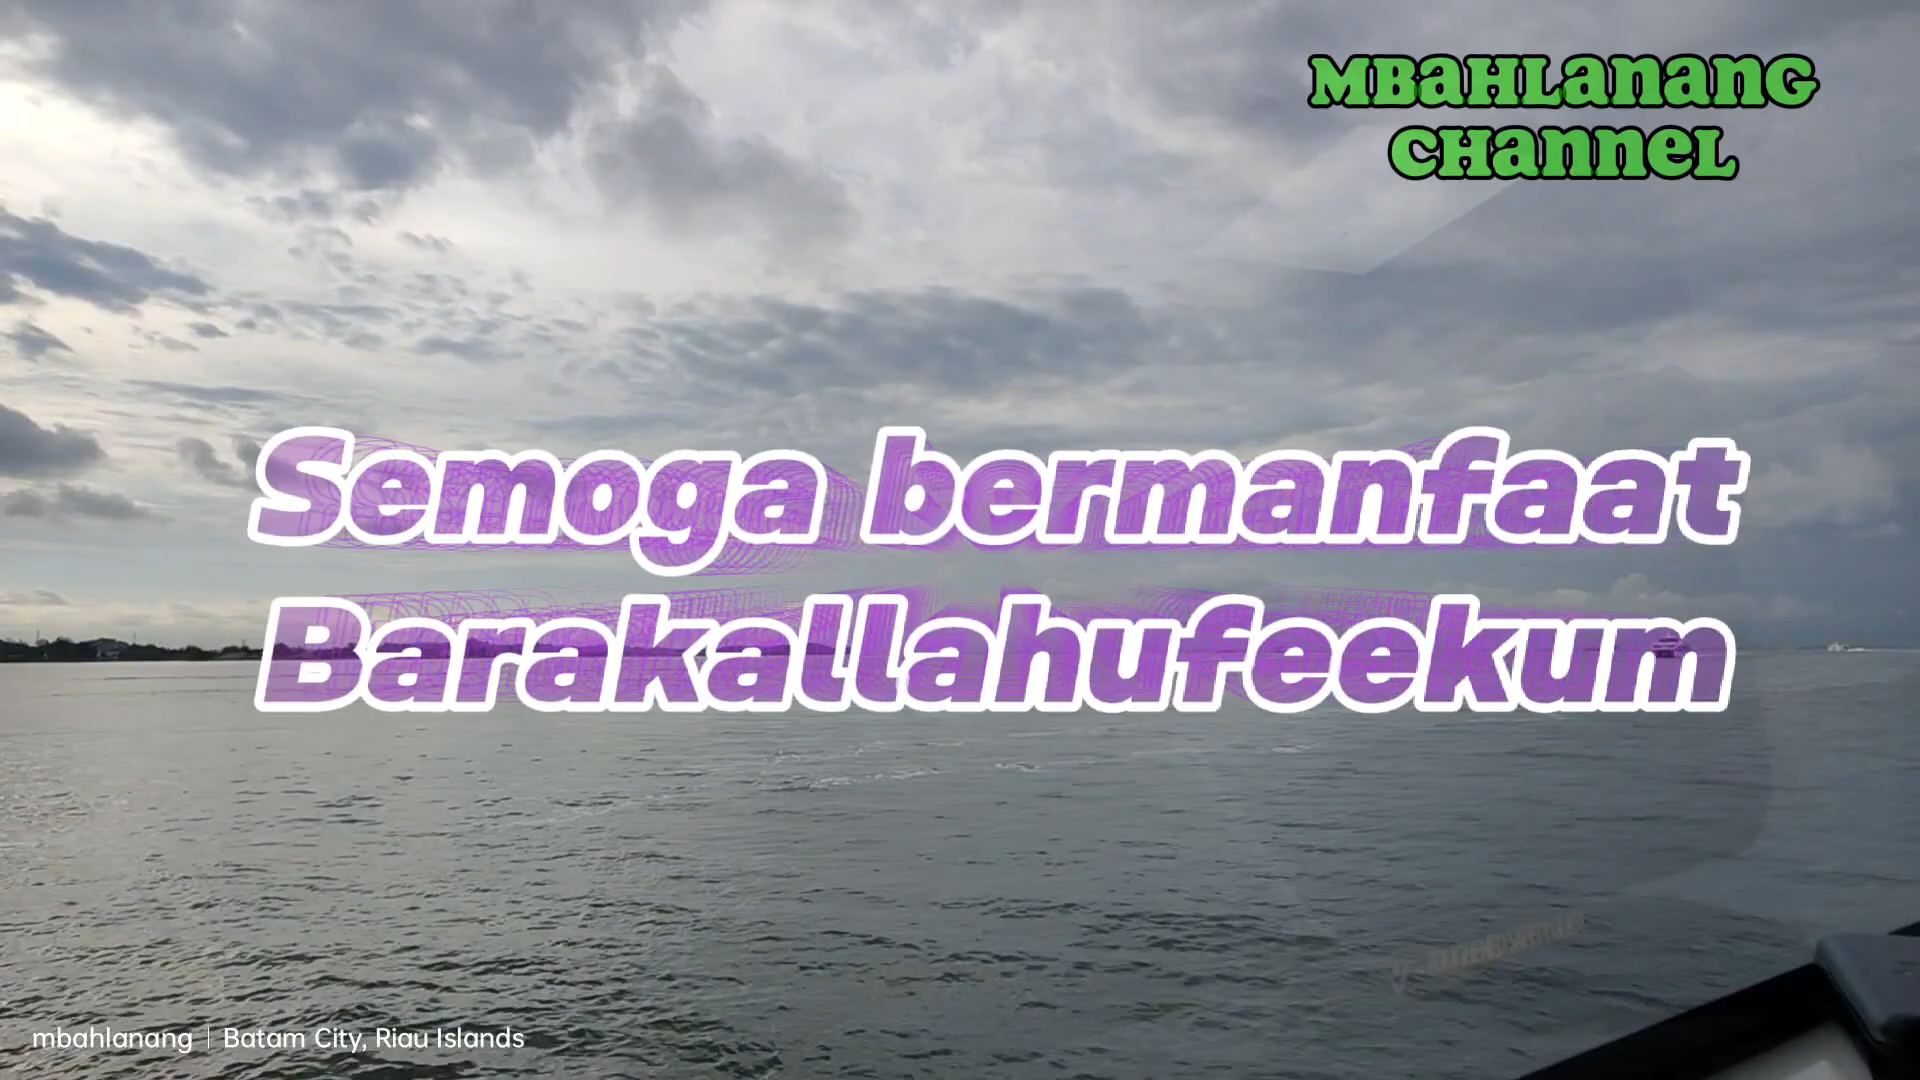 MBaHLanang
CHanneL
Semoga bermanfaat
Barakallahufeekum
mbahlanang | Batam City, Riau Islands